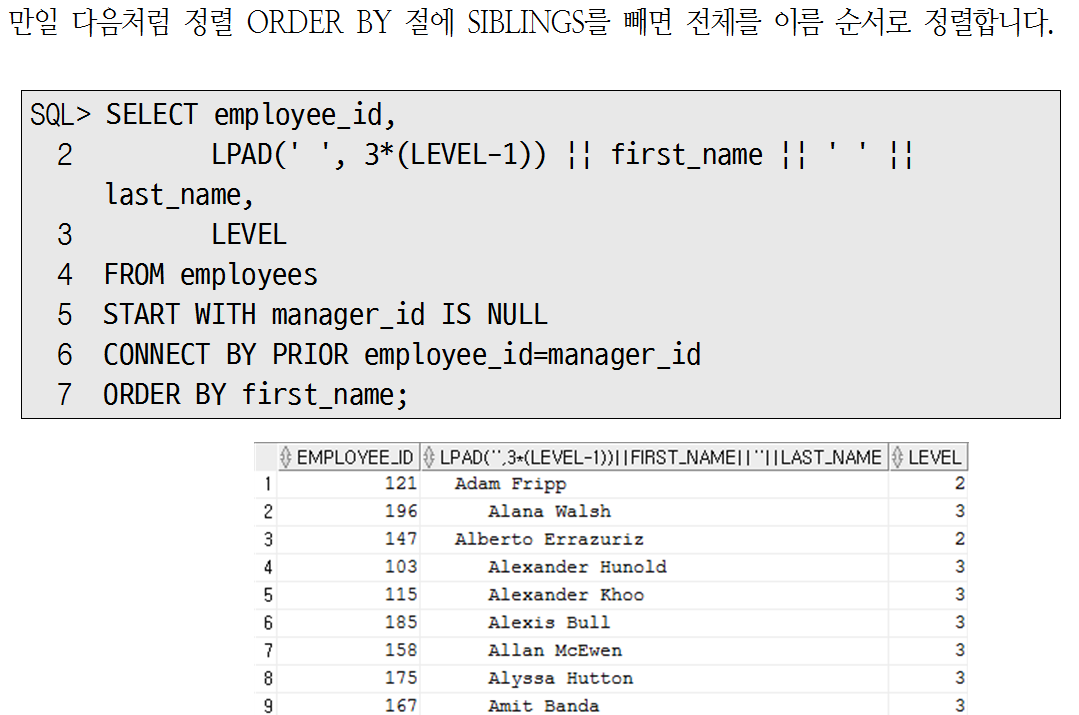 만일 다음처럼 정렬 ORDER BY 절에 SIBLINGS를 빼면 전체를 이름 순서로 정렬합니다.
SQL> SELECT employee_id,
2 LPAD(' ', 3*(LEVEL-1)) || first_name || ' ' ||
last_name,
3 LEVEL
4 FROM employees
5 START WITH manager_id IS NULL
6 CONNECT BY PRIOR employee_id=manager_id
7 ORDER BY first_name;
EMPLOYEE_ID LPAD('',3*(LEVEL-1))||FIRST_NAME||''||LAST_NAME LEVEL
1 121 Adam Fripp 2
2 196 Alana Walsh 3
3 147 Alberto Errazuriz 2
4 103 Alexander Hunold 3
5 115 Alexander Khoo 3
6 185 Alexis Bull 3
7 158 Allan McEwen 3
8 175 Alyssa Hutton 3
9 167 Amit Banda 3